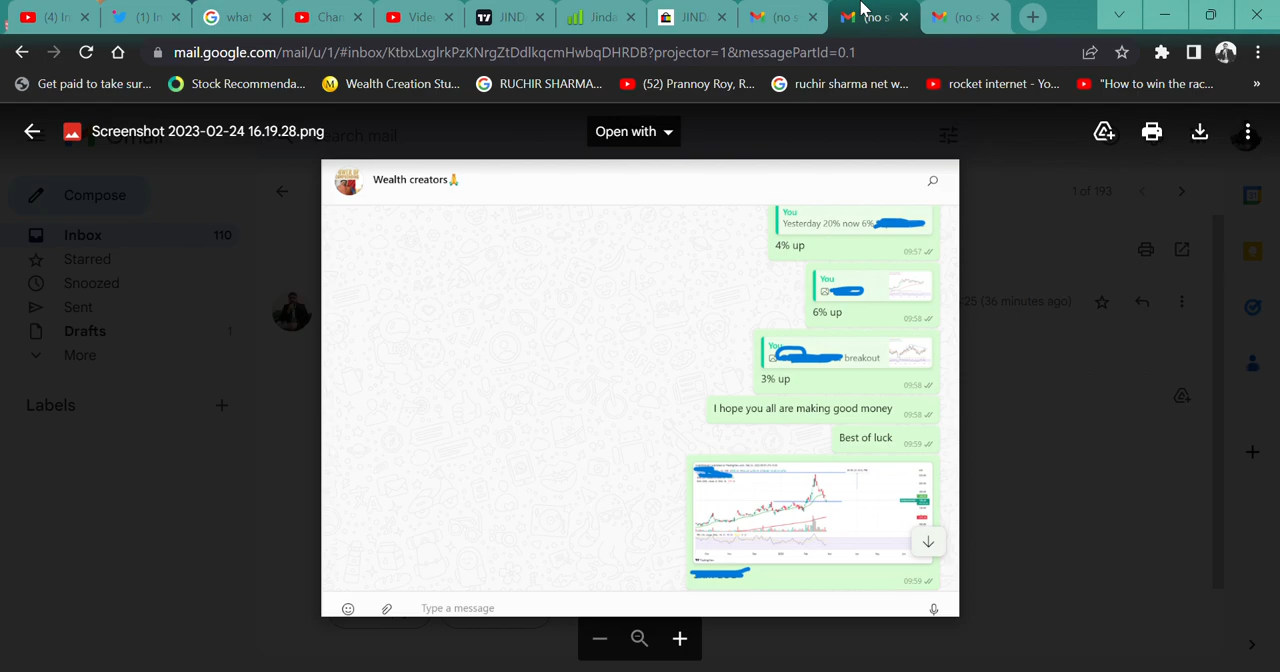 (4) In
(1) In
what
Chan
Vide
JIND
Jinda
JIND
(no s
(no s
(no s
mail.google.com/mail/u/1/#inbox/KtbxLxglrkPzKNrgZtDdlkqcmHwbqDHRDB?projector=1&messagePartId=0.1
Get paid to take sur...
Stock Recommenda...
Wealth Creation Stu...
RUCHIR SHARMA...
(52) Prannoy Roy, R...
ruchir sharma net w...
rocket internet - Yo...
"How to win the rac...
»
Screenshot 2023-02-24 16.19.28.png
Open with
Gmail
Search mail
Compose
1 of 193
Inbox 110
Starred
Snoozed
Sent
Drafts 1
More
Labels
25 (36 minutes ago)
Wealth creators🙏
You
Yesterday 20% now 6%
4% up 09:57
You
6% up 09:58
You
breakout
3% up 09:58
I hope you all are making good money 09:58
Best of luck 09:59
09:59
Type a message